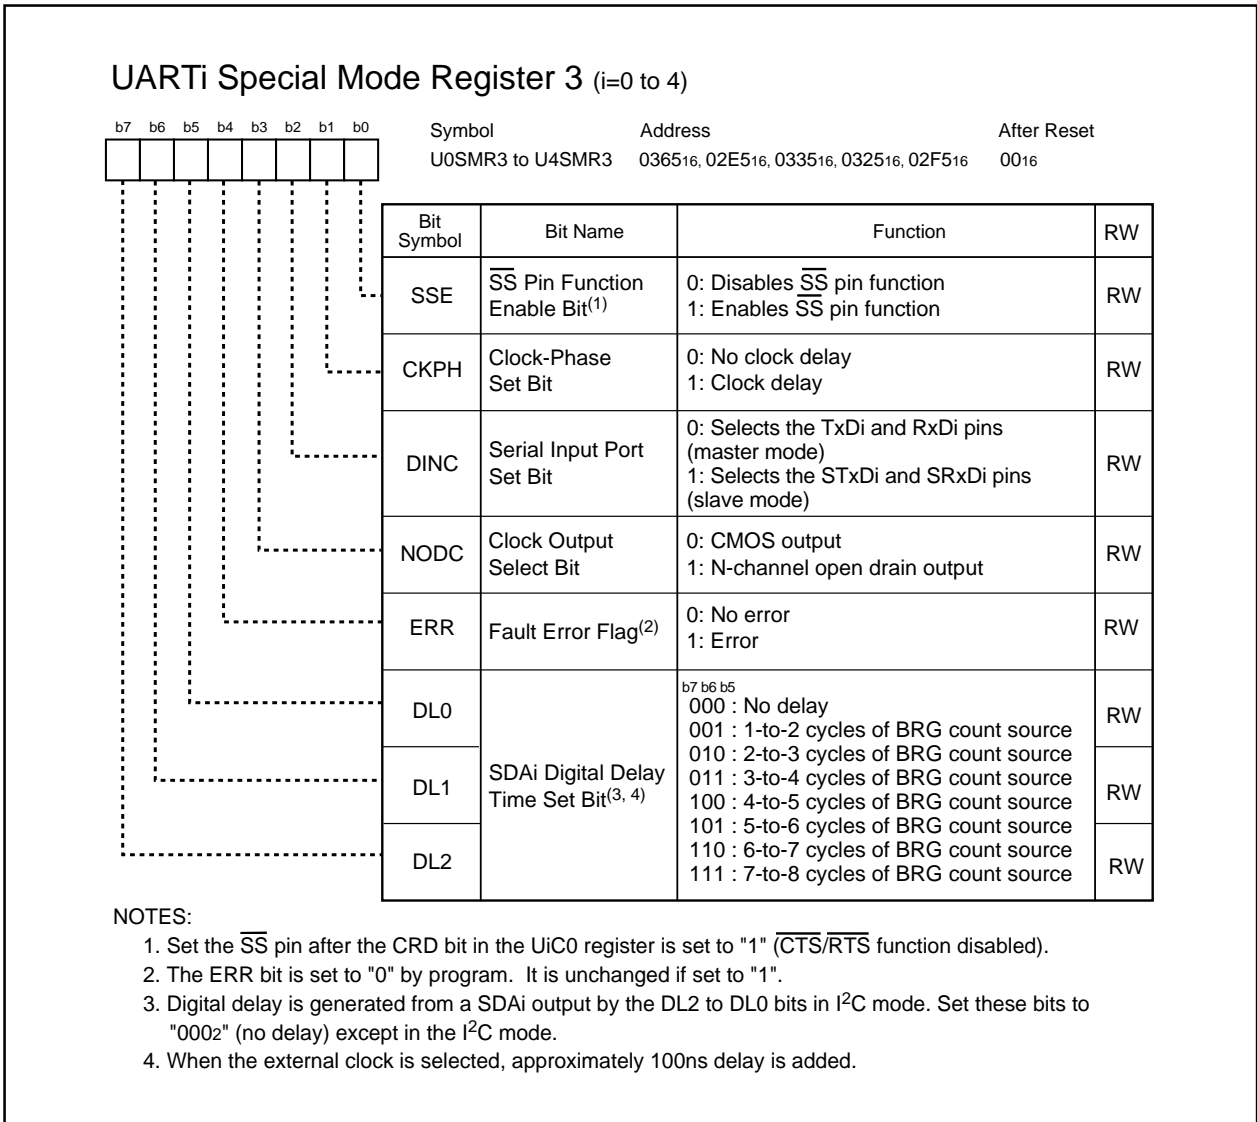 UARTi Special Mode Register 3 (i=0 to 4)
b7 b6 b5 b4 b3 b2 b1 b0
Symbol Address After Reset
U0SMR3 to U4SMR3 036516, 02E516, 033516, 032516, 02F516 0016
Bit Symbol Bit Name Function RW
SSE SS Pin Function Enable Bit(1) 0: Disables SS pin function
1: Enables SS pin function RW
CKPH Clock-Phase Set Bit 0: No clock delay
1: Clock delay RW
DINC Serial Input Port Set Bit 0: Selects the TxDi and RxDi pins
(master mode)
1: Selects the STxDi and SRxDi pins
(slave mode) RW
NODC Clock Output Select Bit 0: CMOS output
1: N-channel open drain output RW
ERR Fault Error Flag(2) 0: No error
1: Error RW
DL0 RW
DL1 RW
DL2 RW
SDAi Digital Delay
Time Set Bit(3, 4)
b7 b6 b5
000 : No delay
001 : 1-to-2 cycles of BRG count source
010 : 2-to-3 cycles of BRG count source
011 : 3-to-4 cycles of BRG count source
100 : 4-to-5 cycles of BRG count source
101 : 5-to-6 cycles of BRG count source
110 : 6-to-7 cycles of BRG count source
111 : 7-to-8 cycles of BRG count source
NOTES:
1. Set the SS pin after the CRD bit in the UiC0 register is set to "1" (CTS/RTS function disabled).
2. The ERR bit is set to "0" by program. It is unchanged if set to "1".
3. Digital delay is generated from a SDAi output by the DL2 to DL0 bits in I2C mode. Set these bits to
"0002" (no delay) except in the I2C mode.
4. When the external clock is selected, approximately 100ns delay is added.